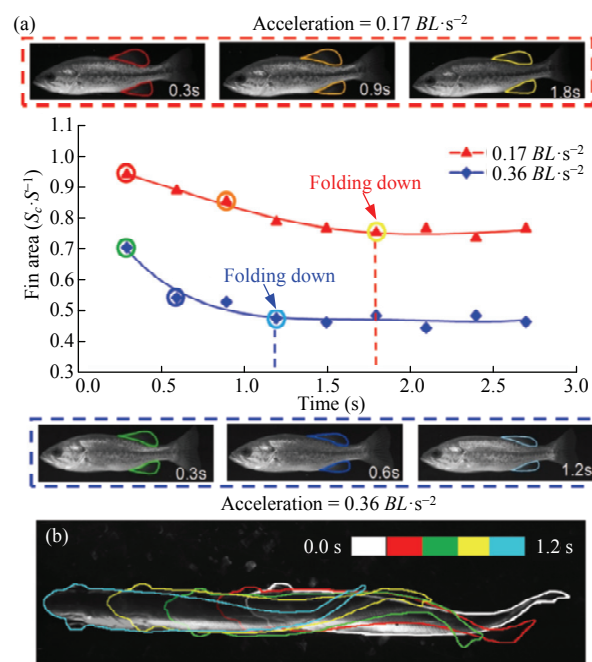 (a)
Acceleration = 0.17 BL·s⁻²
0.3s
0.9s
1.8s
Fin area (S_c·S⁻¹)
1.1
1.0
0.9
0.8
0.7
0.6
0.5
0.4
0.3
0.17 BL·s⁻²
0.36 BL·s⁻²
Folding down
Folding down
0.0 0.5 1.0 1.5 2.0 2.5 3.0
Time (s)
0.3s
0.6s
1.2s
Acceleration = 0.36 BL·s⁻²
(b)
0.0 s
1.2 s